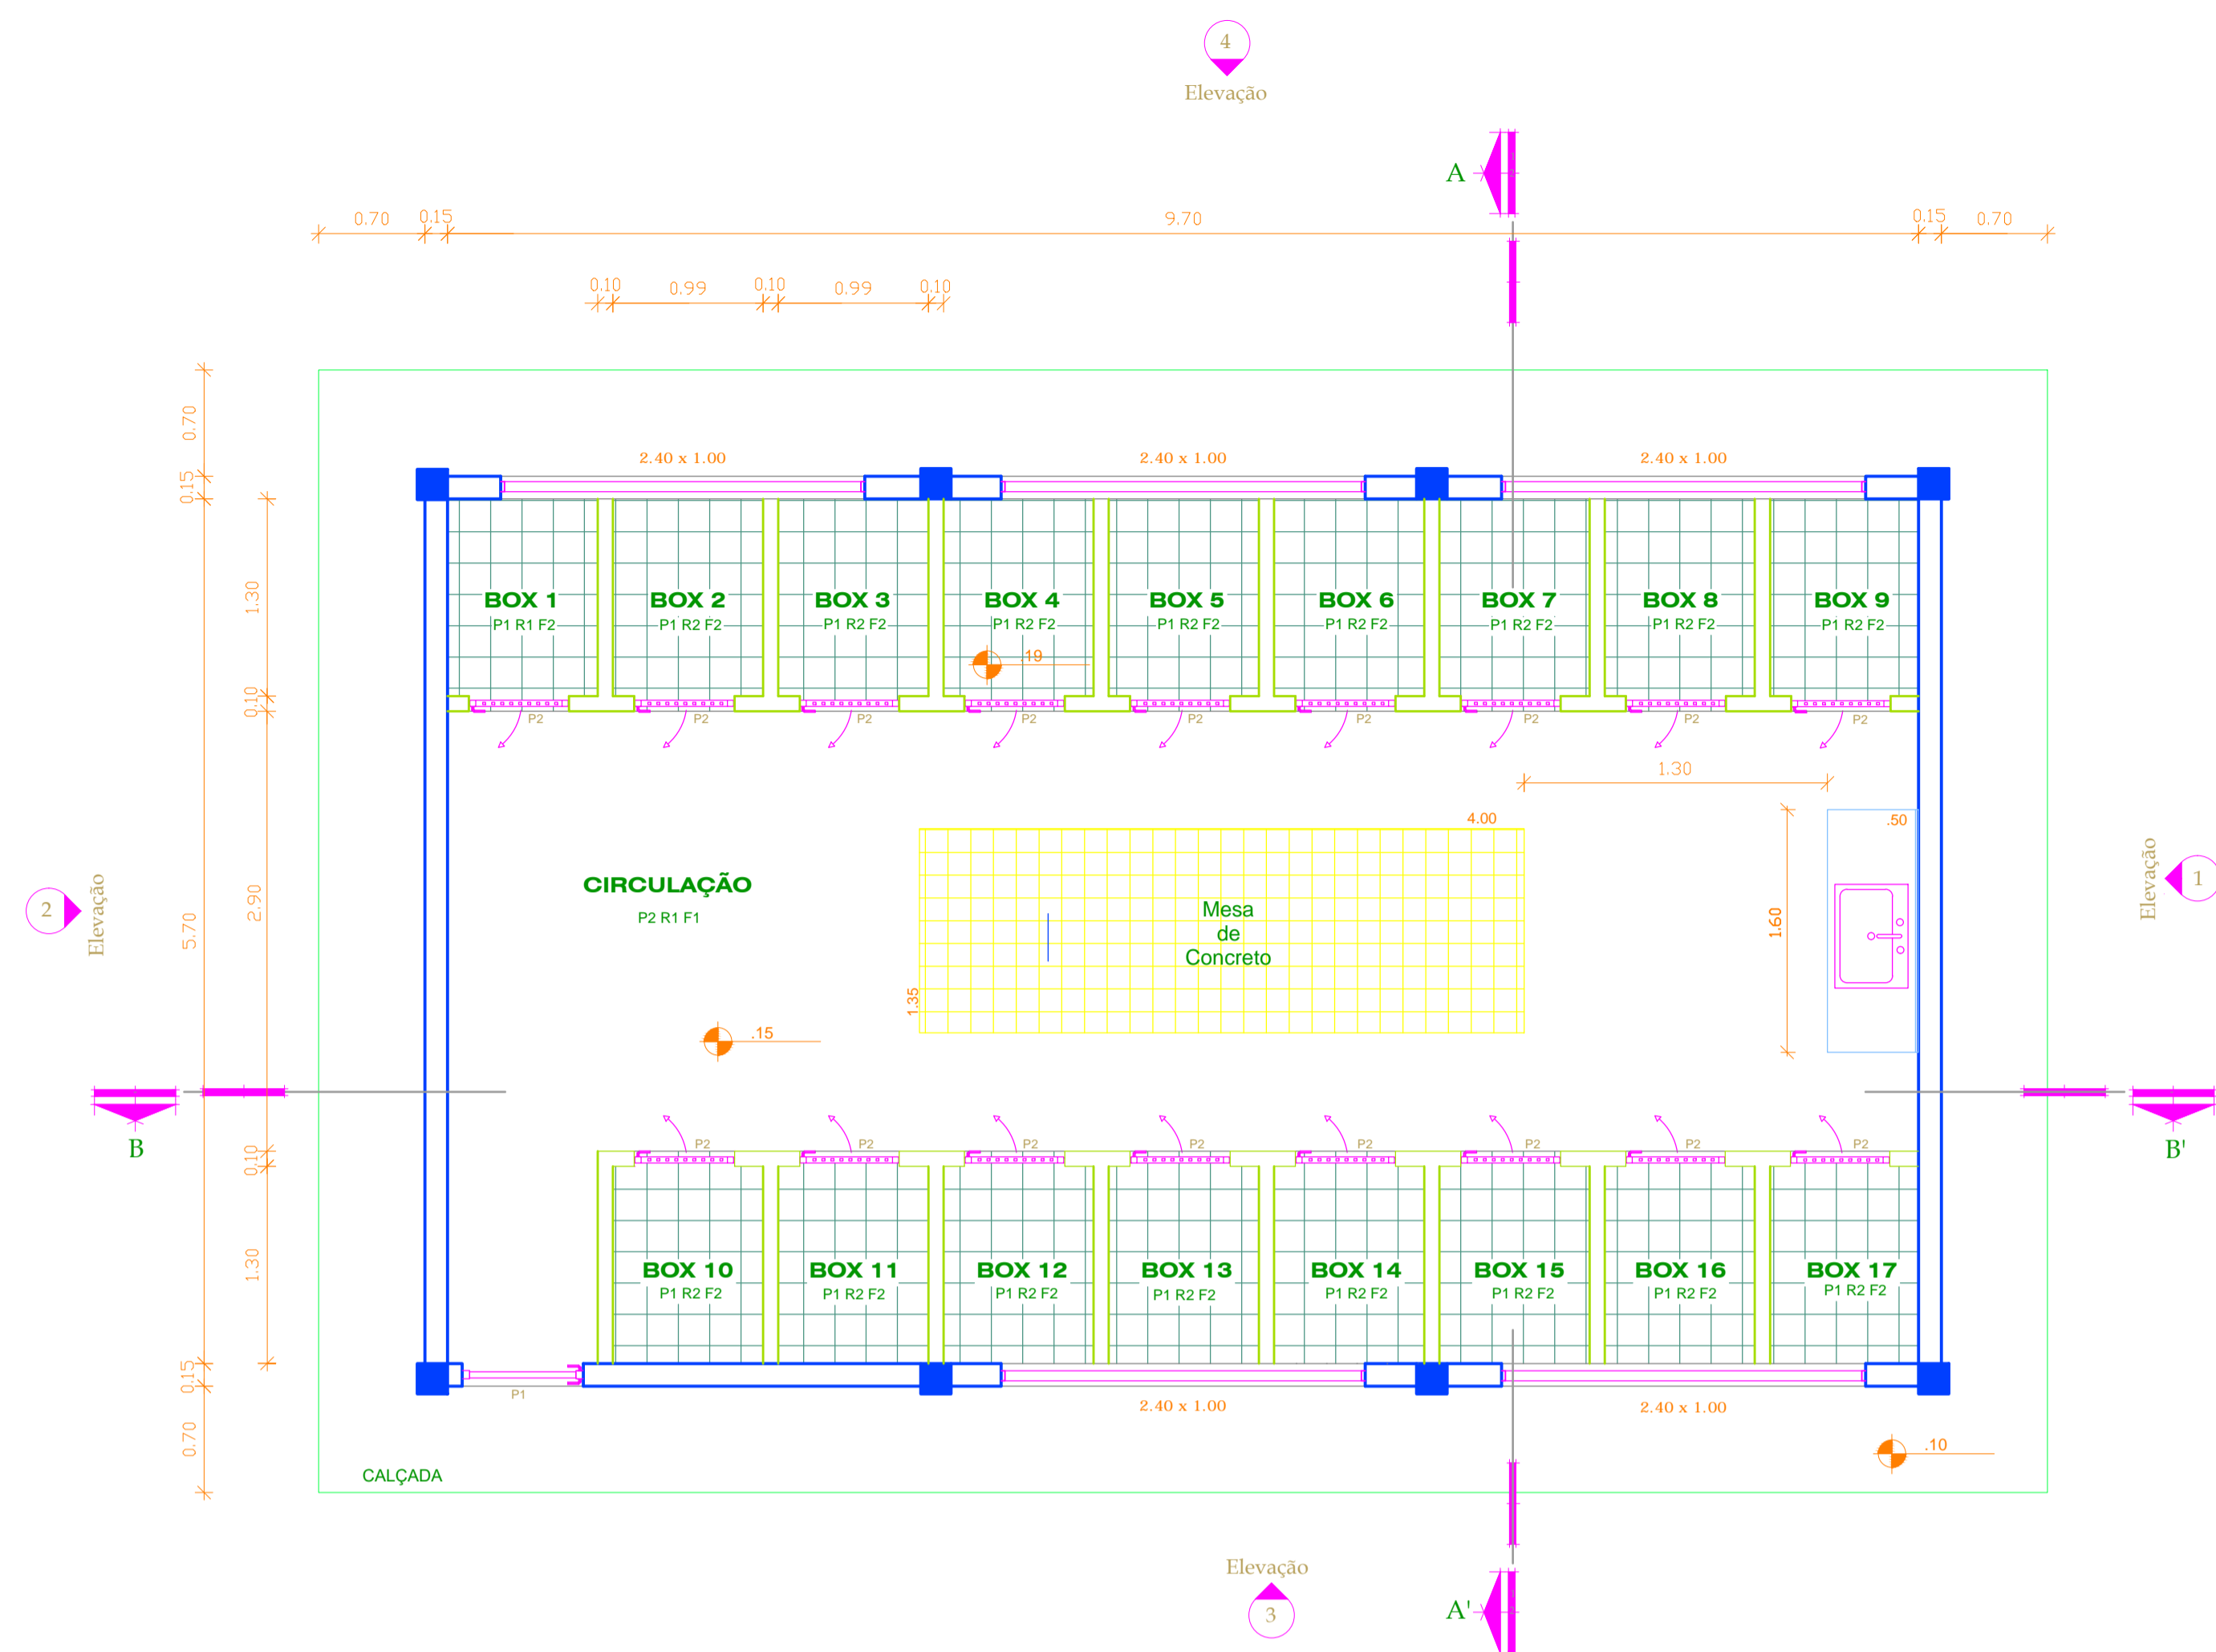 4
Elevação
A
0.70 0.15 9.70 0.15 0.70
0.10 0.99 0.10 0.99 0.10
0.70
0.15
2.40 x 1.00 2.40 x 1.00 2.40 x 1.00
BOX 1 BOX 2 BOX 3 BOX 4 BOX 5 BOX 6 BOX 7 BOX 8 BOX 9
P1 R1 F2 P1 R2 F2 P1 R2 F2 P1 R2 F2 P1 R2 F2 P1 R2 F2 P1 R2 F2 P1 R2 F2 P1 R2 F2
1.30
.19
0.10
P2 P2 P2 P2 P2 P2 P2 P2 P2
1.30
4.00
.50
CIRCULAÇÃO
P2 R1 F1
Mesa
de
Concreto
1.35
1.60
.15
2
Elevação
5.70
2.90
Elevação
1
B
B'
P2 P2 P2 P2 P2 P2 P2 P2
0.10
1.30
BOX 10 BOX 11 BOX 12 BOX 13 BOX 14 BOX 15 BOX 16 BOX 17
P1 R2 F2 P1 R2 F2 P1 R2 F2 P1 R2 F2 P1 R2 F2 P1 R2 F2 P1 R2 F2 P1 R2 F2
0.15
P1
2.40 x 1.00 2.40 x 1.00
0.70
.10
CALÇADA
Elevação
3
A'